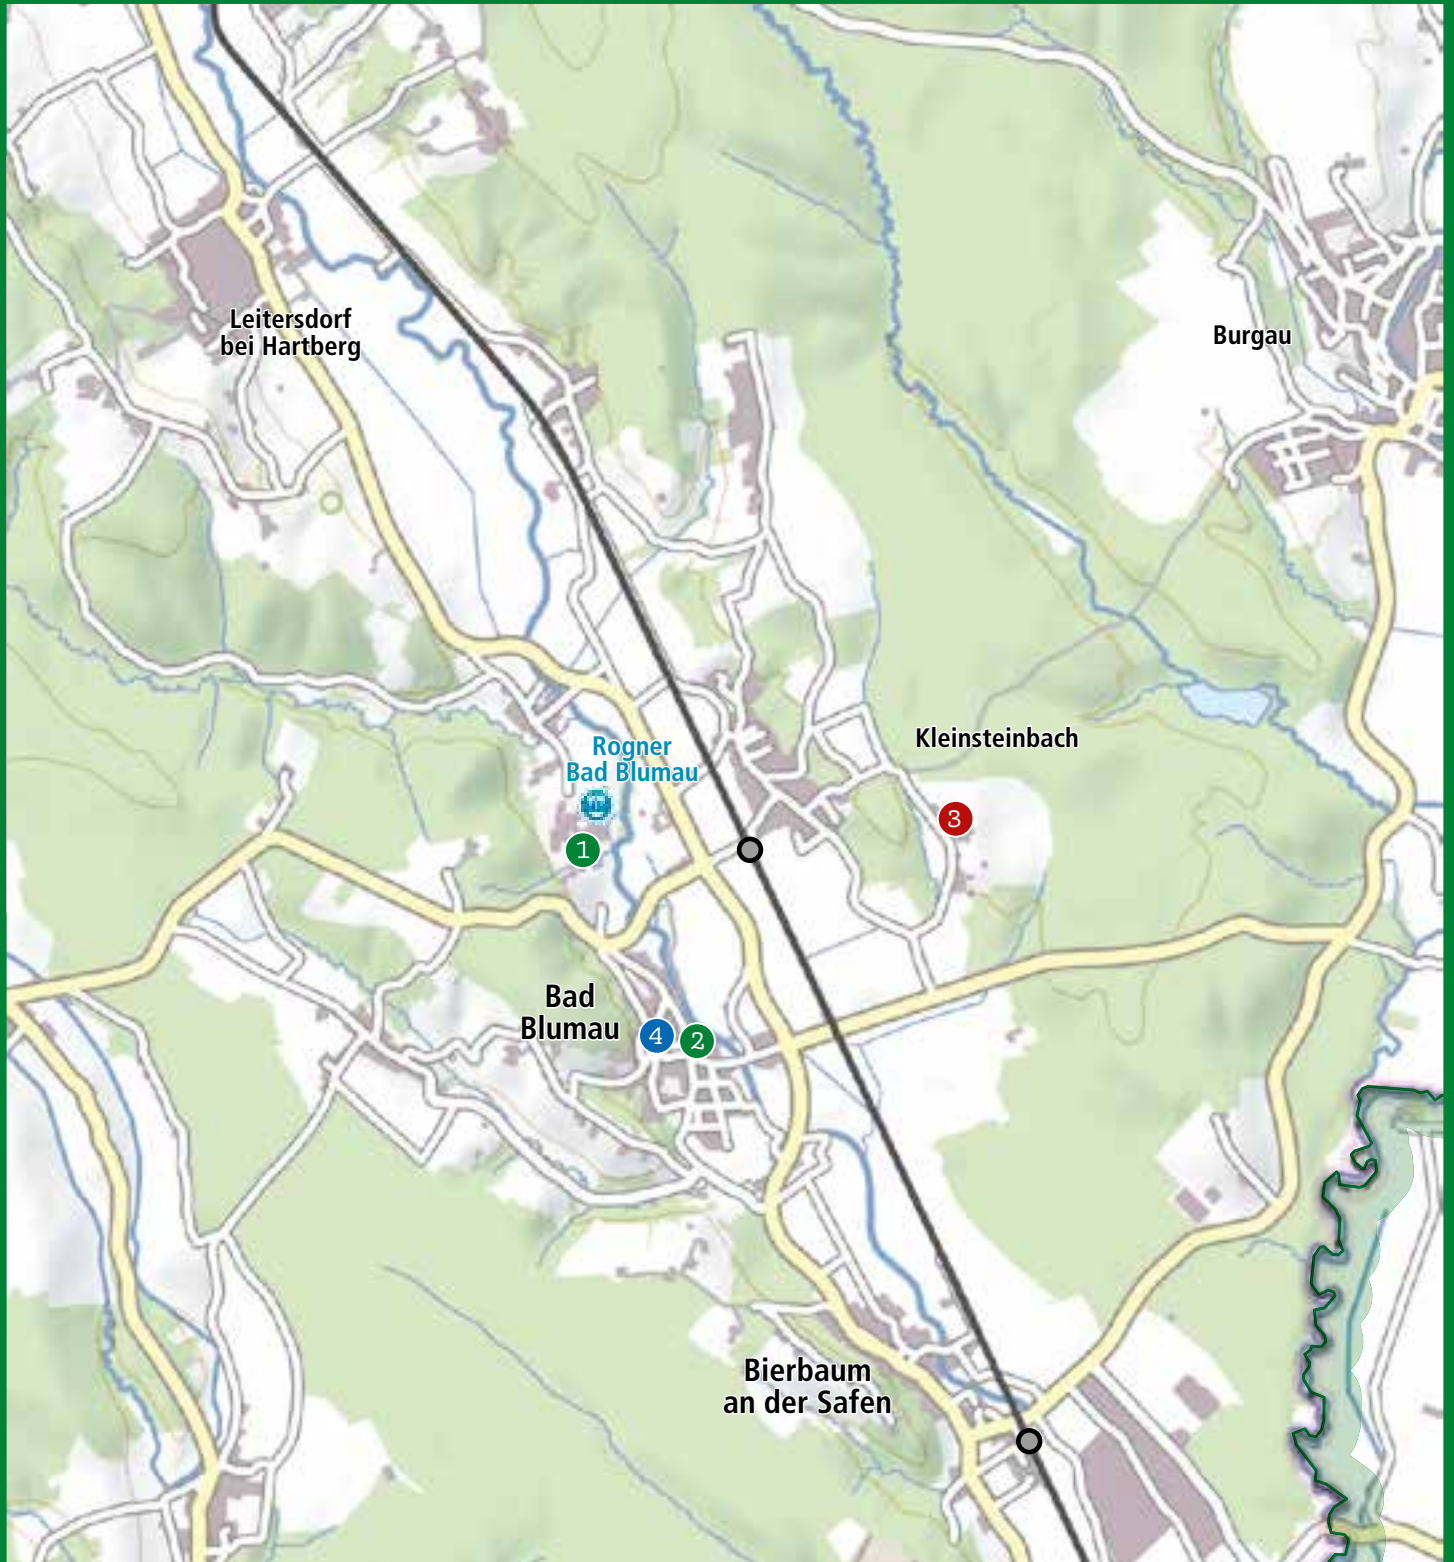 Leitersdorf
bei Hartberg
Burgau
Kleinsteinbach
Rogner
Bad Blumau
3
1
Bad
Blumau
4
2
Bierbaum
an der Safen